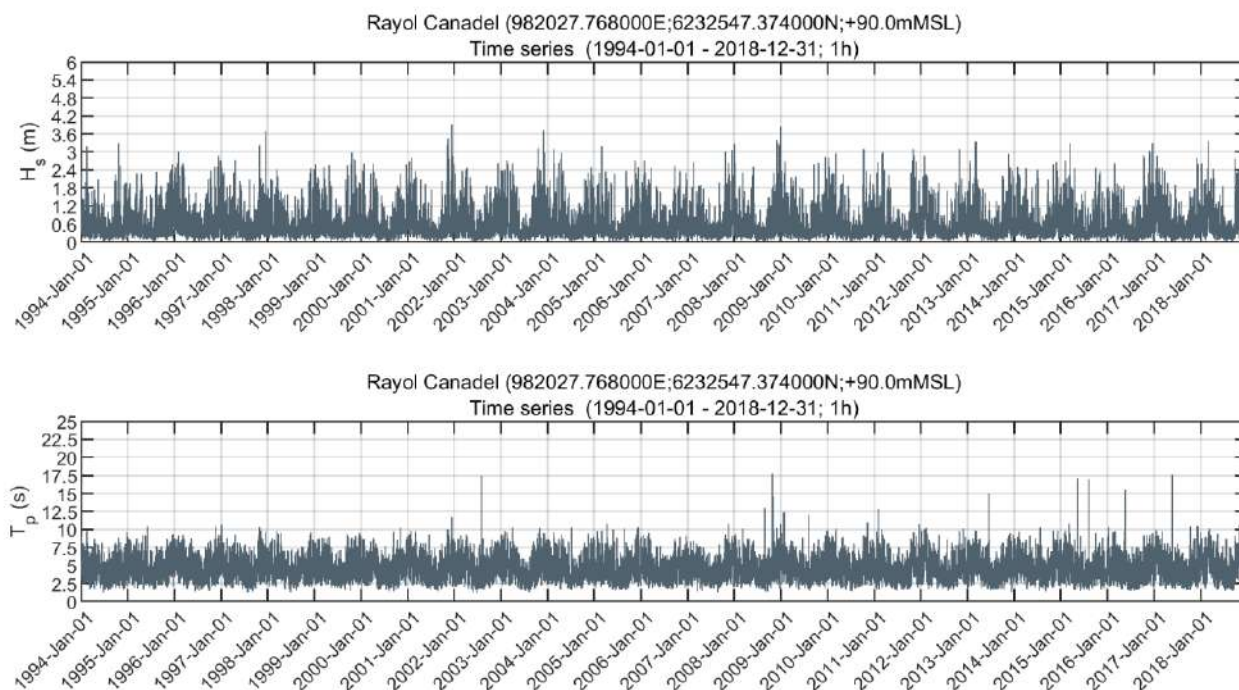 Rayol Canadel (982027.768000E;6232547.374000N;+90.0mMSL)
Time series (1994-01-01 - 2018-12-31; 1h)
6
5.4
4.8
4.2
3.6
3
2.4
1.8
1.2
0.6
0
Hs (m)
1994-Jan-01
1995-Jan-01
1996-Jan-01
1997-Jan-01
1998-Jan-01
1999-Jan-01
2000-Jan-01
2001-Jan-01
2002-Jan-01
2003-Jan-01
2004-Jan-01
2005-Jan-01
2006-Jan-01
2007-Jan-01
2008-Jan-01
2009-Jan-01
2010-Jan-01
2011-Jan-01
2012-Jan-01
2013-Jan-01
2014-Jan-01
2015-Jan-01
2016-Jan-01
2017-Jan-01
2018-Jan-01
Rayol Canadel (982027.768000E;6232547.374000N;+90.0mMSL)
Time series (1994-01-01 - 2018-12-31; 1h)
25
22.5
20
17.5
15
12.5
10
7.5
5
2.5
0
Tp (s)
1994-Jan-01
1995-Jan-01
1996-Jan-01
1997-Jan-01
1998-Jan-01
1999-Jan-01
2000-Jan-01
2001-Jan-01
2002-Jan-01
2003-Jan-01
2004-Jan-01
2005-Jan-01
2006-Jan-01
2007-Jan-01
2008-Jan-01
2009-Jan-01
2010-Jan-01
2011-Jan-01
2012-Jan-01
2013-Jan-01
2014-Jan-01
2015-Jan-01
2016-Jan-01
2017-Jan-01
2018-Jan-01